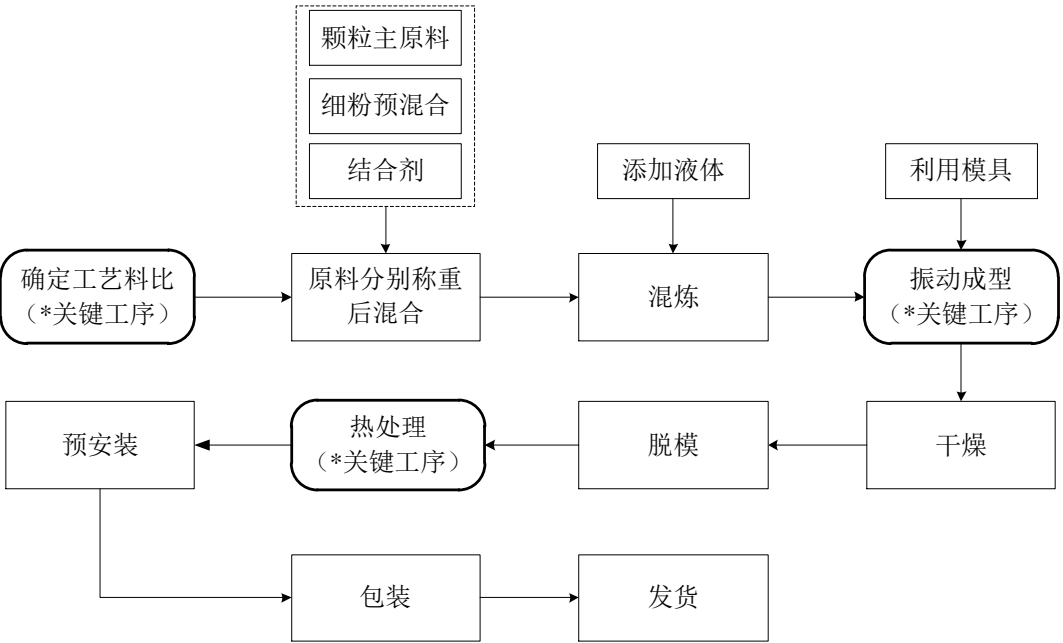 颗粒主原料
细粉预混合
结合剂
添加液体
利用模具
确定工艺料比
（*关键工序）
原料分别称重
后混合
混炼
振动成型
（*关键工序）
预安装
热处理
（*关键工序）
脱模
干燥
包装
发货